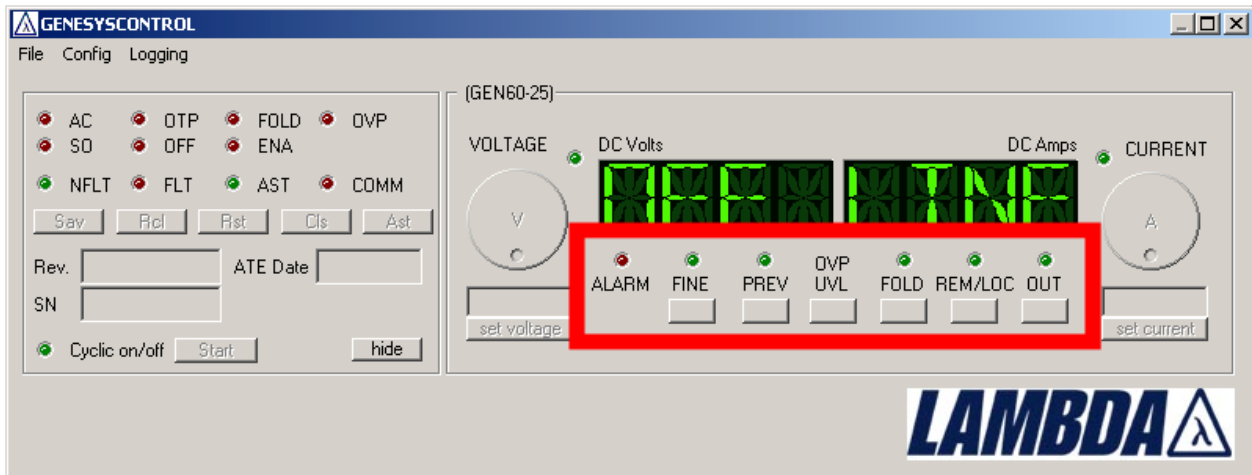 GENESYSCONTROL
File Config Logging
AC OTP FOLD OVP
SO OFF ENA
NFLT FLT AST COMM
Sav Rcl Rst Cls Ast
Rev. ATE Date
SN
Cyclic on/off Start hide
(GEN60-25)
VOLTAGE DC Volts DC Amps CURRENT
OFF LINE
V A
ALARM FINE PREV OVP UVL FOLD REM/LOC OUT
set voltage set current
LAMBDA λ